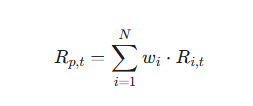 R_{p,t} = \sum_{i=1}^{N} w_i \cdot R_{i,t}